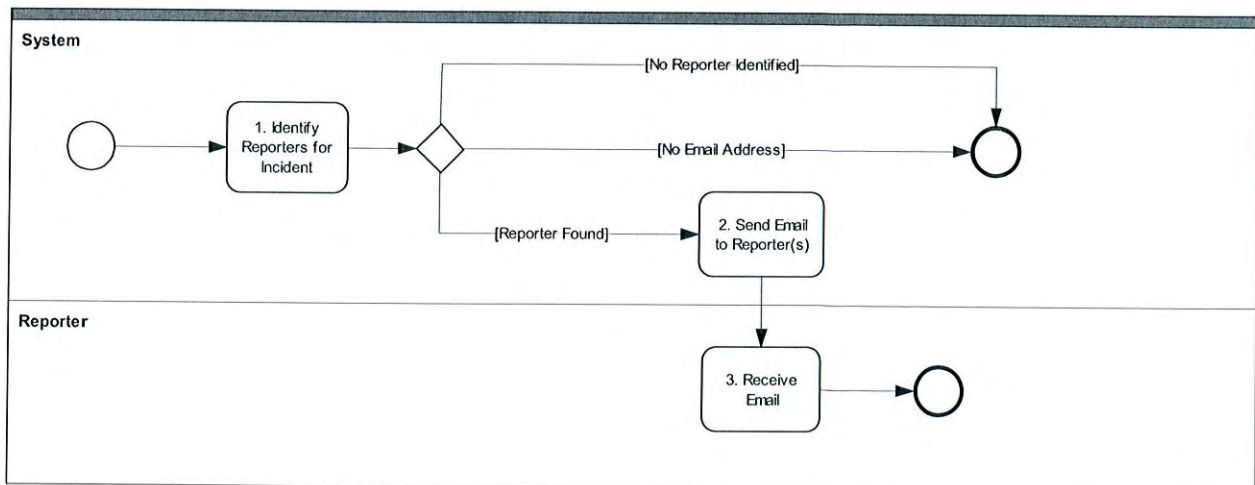 System
[No Reporter Identified]
1. Identify
Reporters for
Incident
[No Email Address]
[Reporter Found]
2. Send Email
to Reporter(s)
Reporter
3. Receive
Email